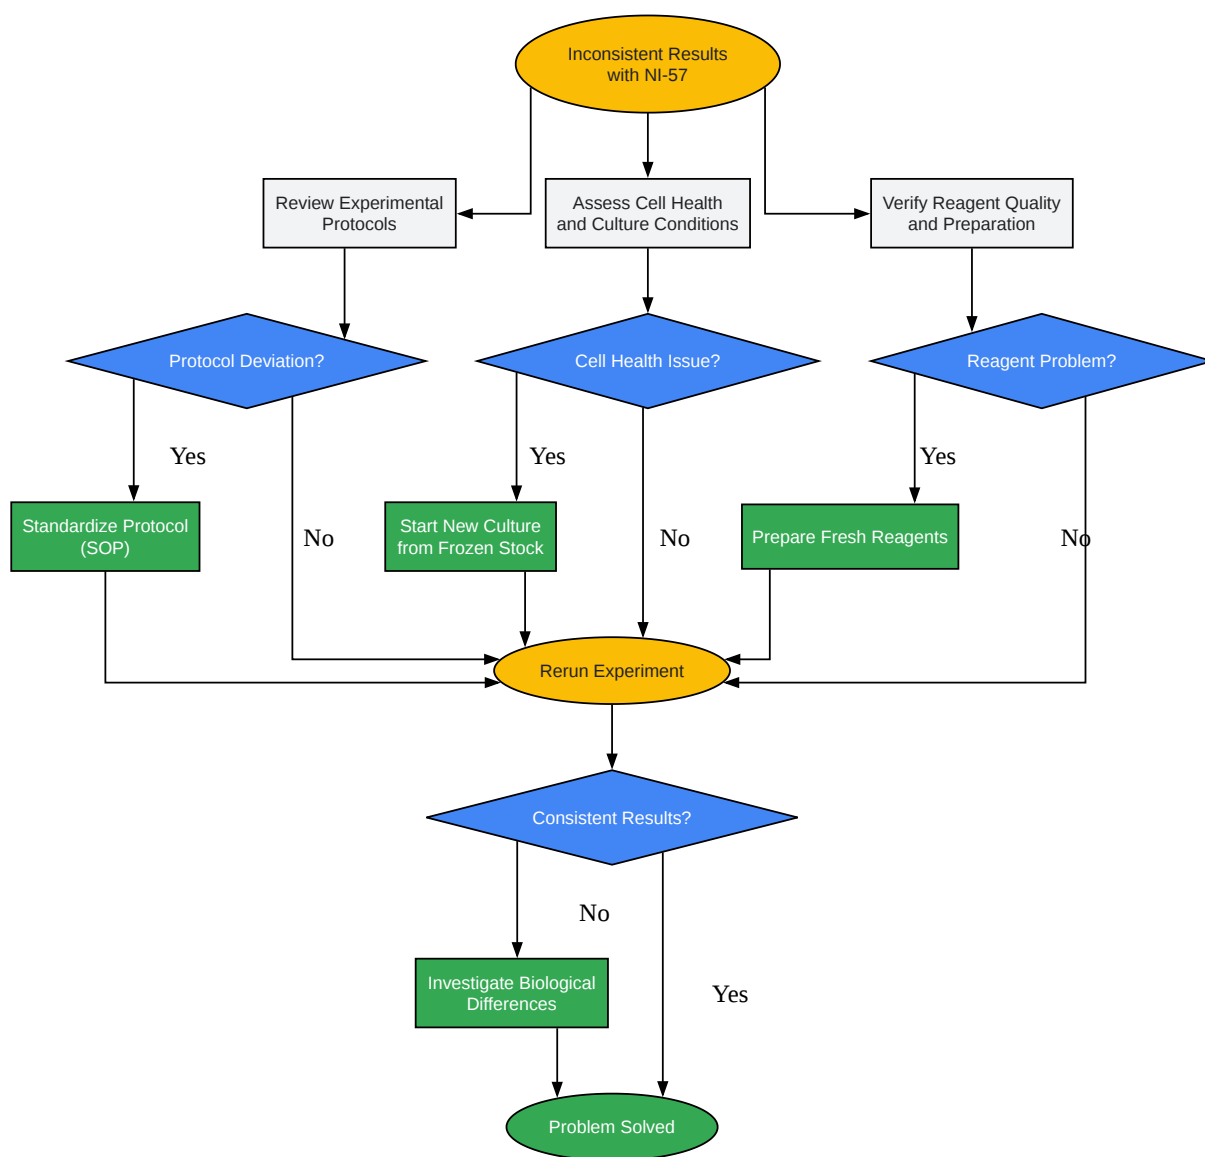 Inconsistent Results
with NI-57
Review Experimental
Protocols
Assess Cell Health
and Culture Conditions
Verify Reagent Quality
and Preparation
Protocol Deviation?
Cell Health Issue?
Reagent Problem?
Yes
Yes
Yes
Standardize Protocol
(SOP)
No
Start New Culture
from Frozen Stock
No
Prepare Fresh Reagents
No
Rerun Experiment
Consistent Results?
No
Investigate Biological
Differences
Yes
Problem Solved